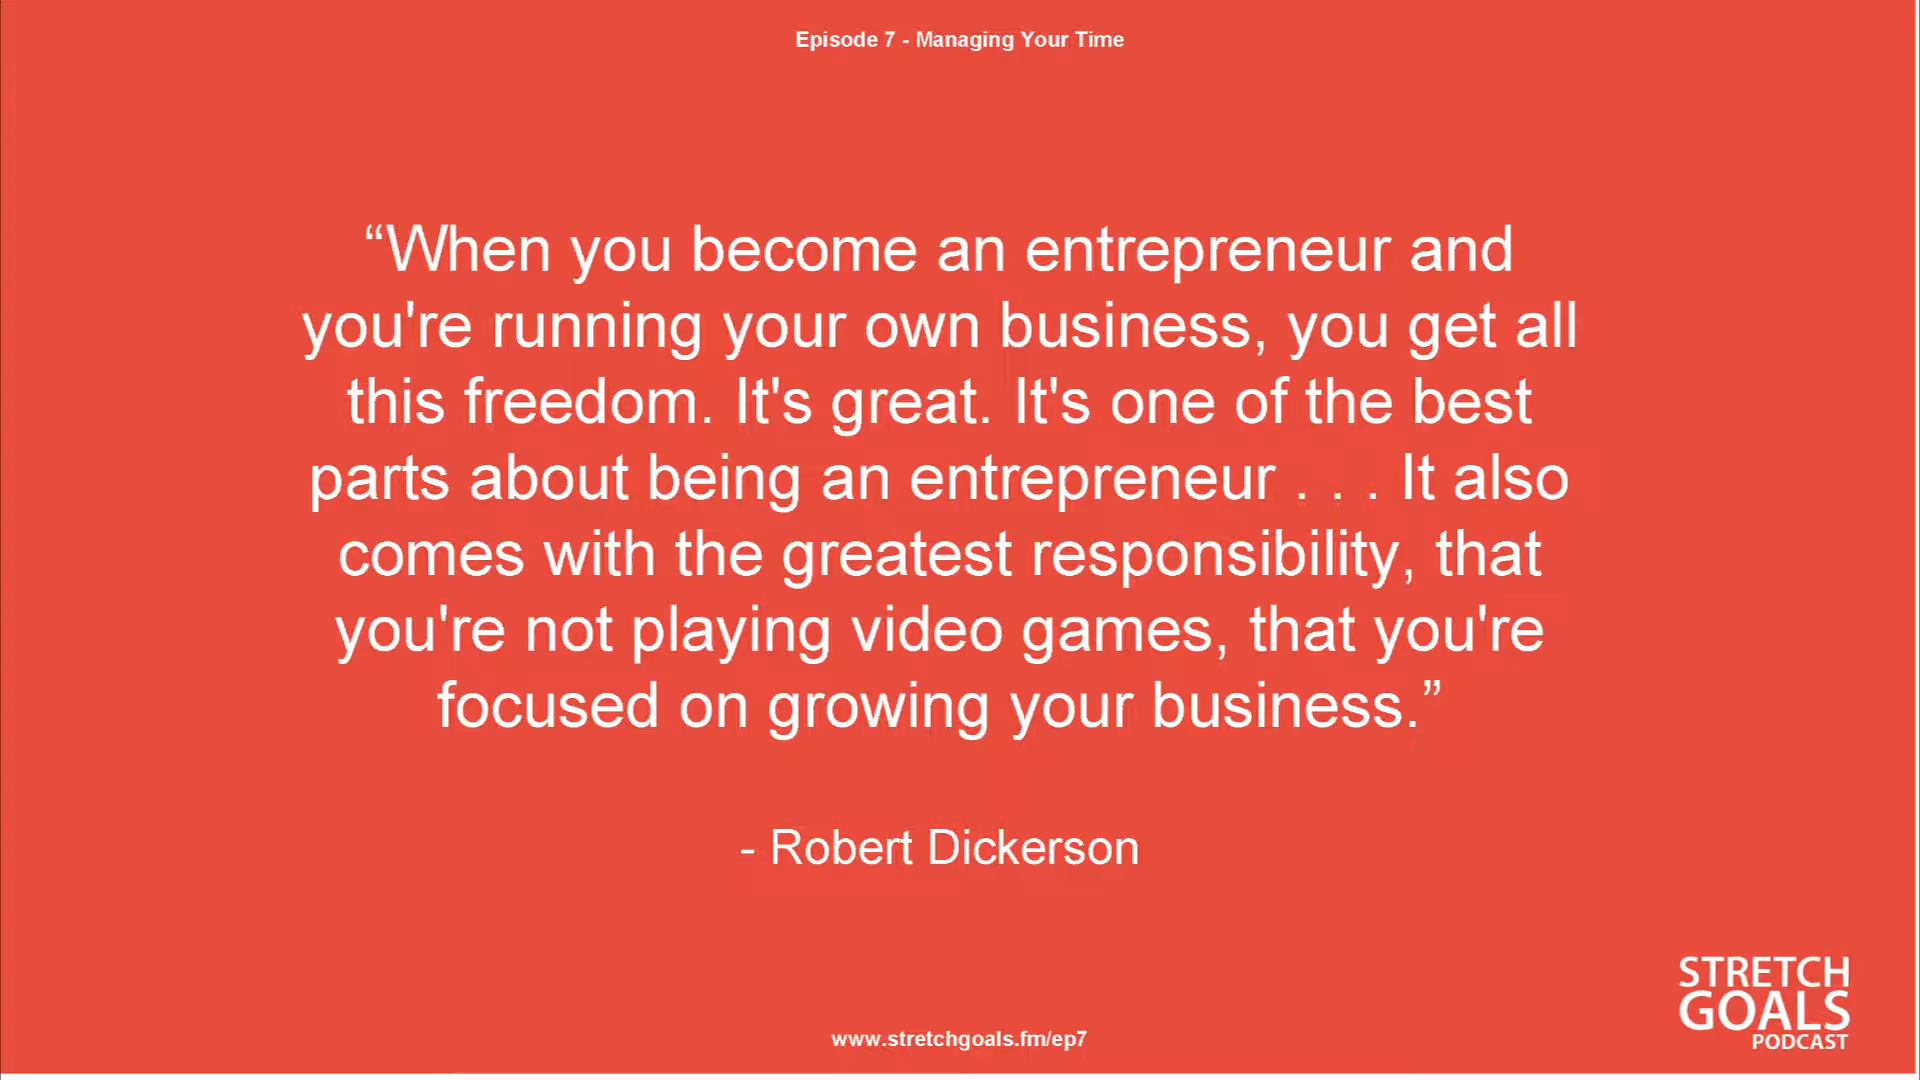 Episode 7 - Managing Your Time
“When you become an entrepreneur and
you're running your own business, you get all
this freedom. It's great. It's one of the best
parts about being an entrepreneur . . . It also
comes with the greatest responsibility, that
you're not playing video games, that you're
focused on growing your business.”
- Robert Dickerson
STRETCH
GOALS
PODCAST
www.stretchgoals.fm/ep7